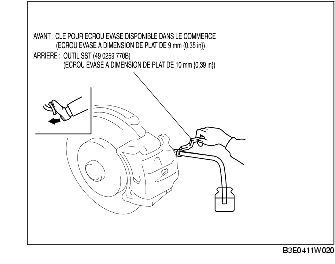 AVANT: CLE POUR ECROU EVASE DISPONIBLE DANS LE COMMERCE
(ECROU EVASE A DIMENSION DE PLAT DE 9 mm {0.35 in})
ARRIERE : OUTIL SST (49 0259 770B)
(ECROU EVASE A DIMENSION DE PLAT DE 10 mm {0.39 in})
B3E0411W020